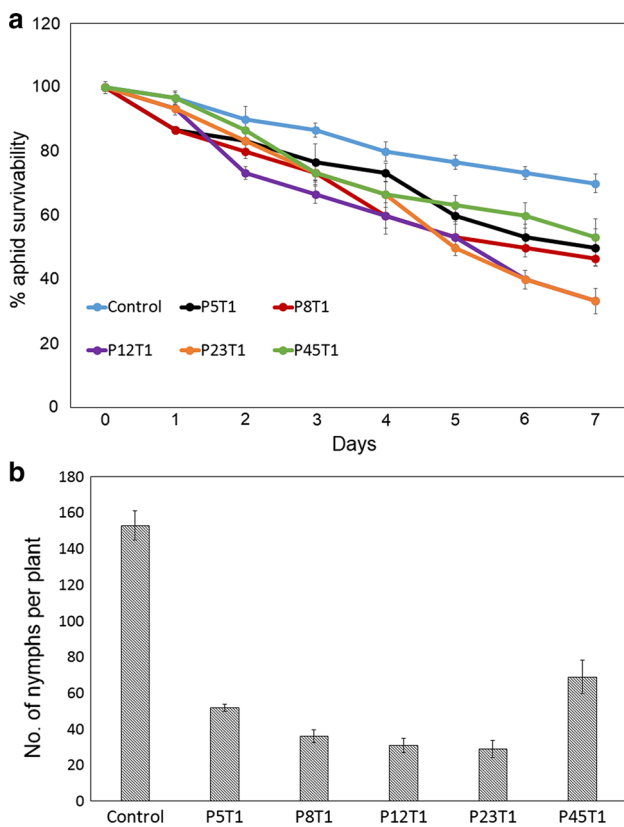 a
120
100
80
60
40
20
0
% aphid survivability
Control P5T1 P8T1
P12T1 P23T1 P45T1
0 1 2 3 4 5 6 7
Days
b
180
160
140
120
100
80
60
40
20
0
No. of nymphs per plant
Control P5T1 P8T1 P12T1 P23T1 P45T1